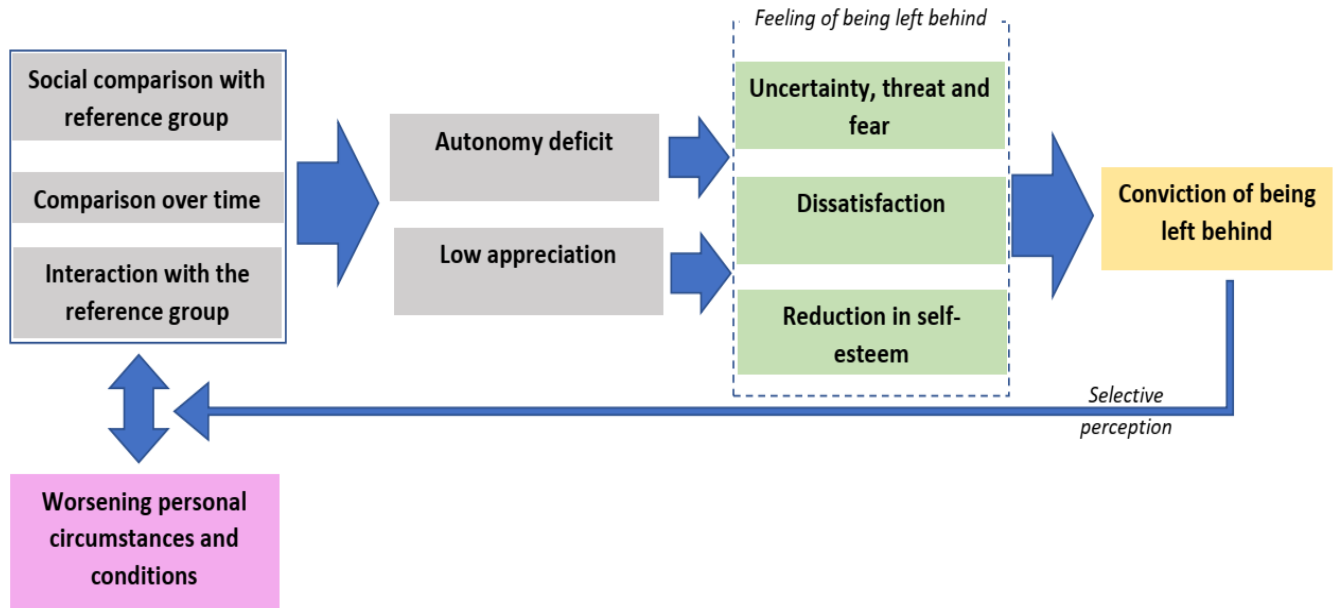 Feeling of being left behind
Social comparison with
reference group
Comparison over time
Interaction with the
reference group
Autonomy deficit
Low appreciation
Uncertainty, threat and
fear
Dissatisfaction
Reduction in self-
esteem
Conviction of being
left behind
Selective
perception
Worsening personal
circumstances and
conditions